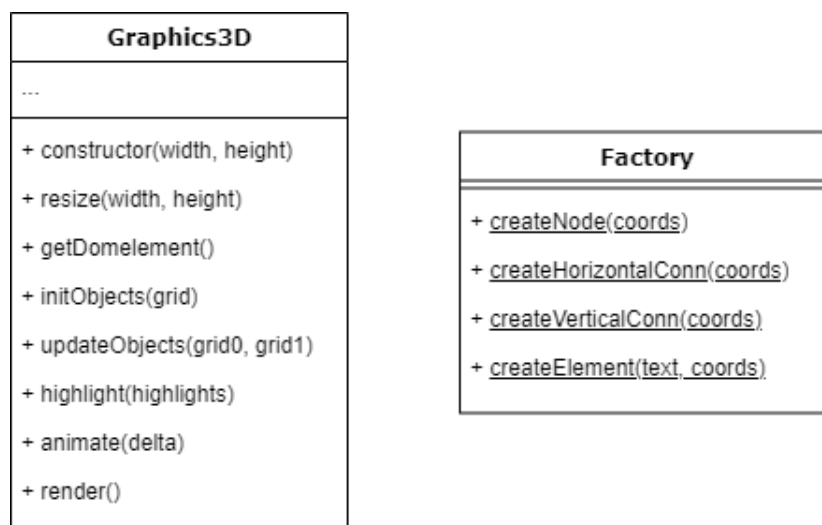 Graphics3D
...
+ constructor(width, height)
+ resize(width, height)
+ getDomelement()
+ initObjects(grid)
+ updateObjects(grid0, grid1)
+ highlight(highlights)
+ animate(delta)
+ render()
Factory
+ createNode(coords)
+ createHorizontalConn(coords)
+ createVerticalConn(coords)
+ createElement(text, coords)